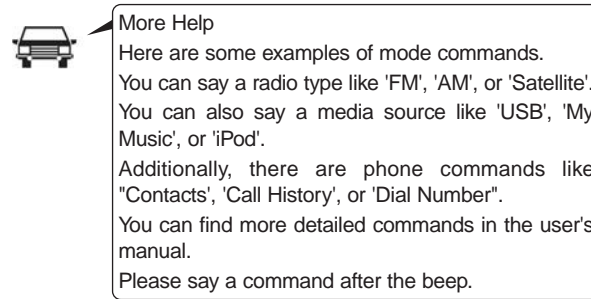 More Help
Here are some examples of mode commands.
You can say a radio type like 'FM', 'AM', or 'Satellite'.
You can also say a media source like 'USB', 'My
Music', or 'iPod'.
Additionally, there are phone commands like
"Contacts', 'Call History', or 'Dial Number".
You can find more detailed commands in the user's
manual.
Please say a command after the beep.